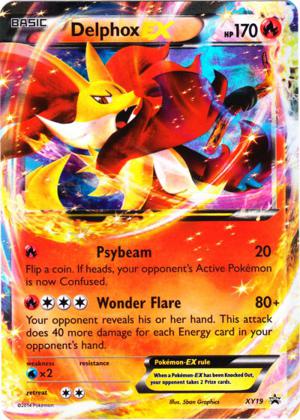 BASIC
Delphox EX HP170
Psybeam 20
Flip a coin. If heads, your opponent's Active Pokémon
is now Confused.
Wonder Flare 80+
Your opponent reveals his or her hand. This attack
does 40 more damage for each Energy card in your
opponent's hand.
weakness resistance
×2
retreat
Pokémon-EX rule
When a Pokémon-EX has been Knocked Out,
your opponent takes 2 Prize cards.
©2014 Pokémon
Illus. 5ban Graphics
XY19